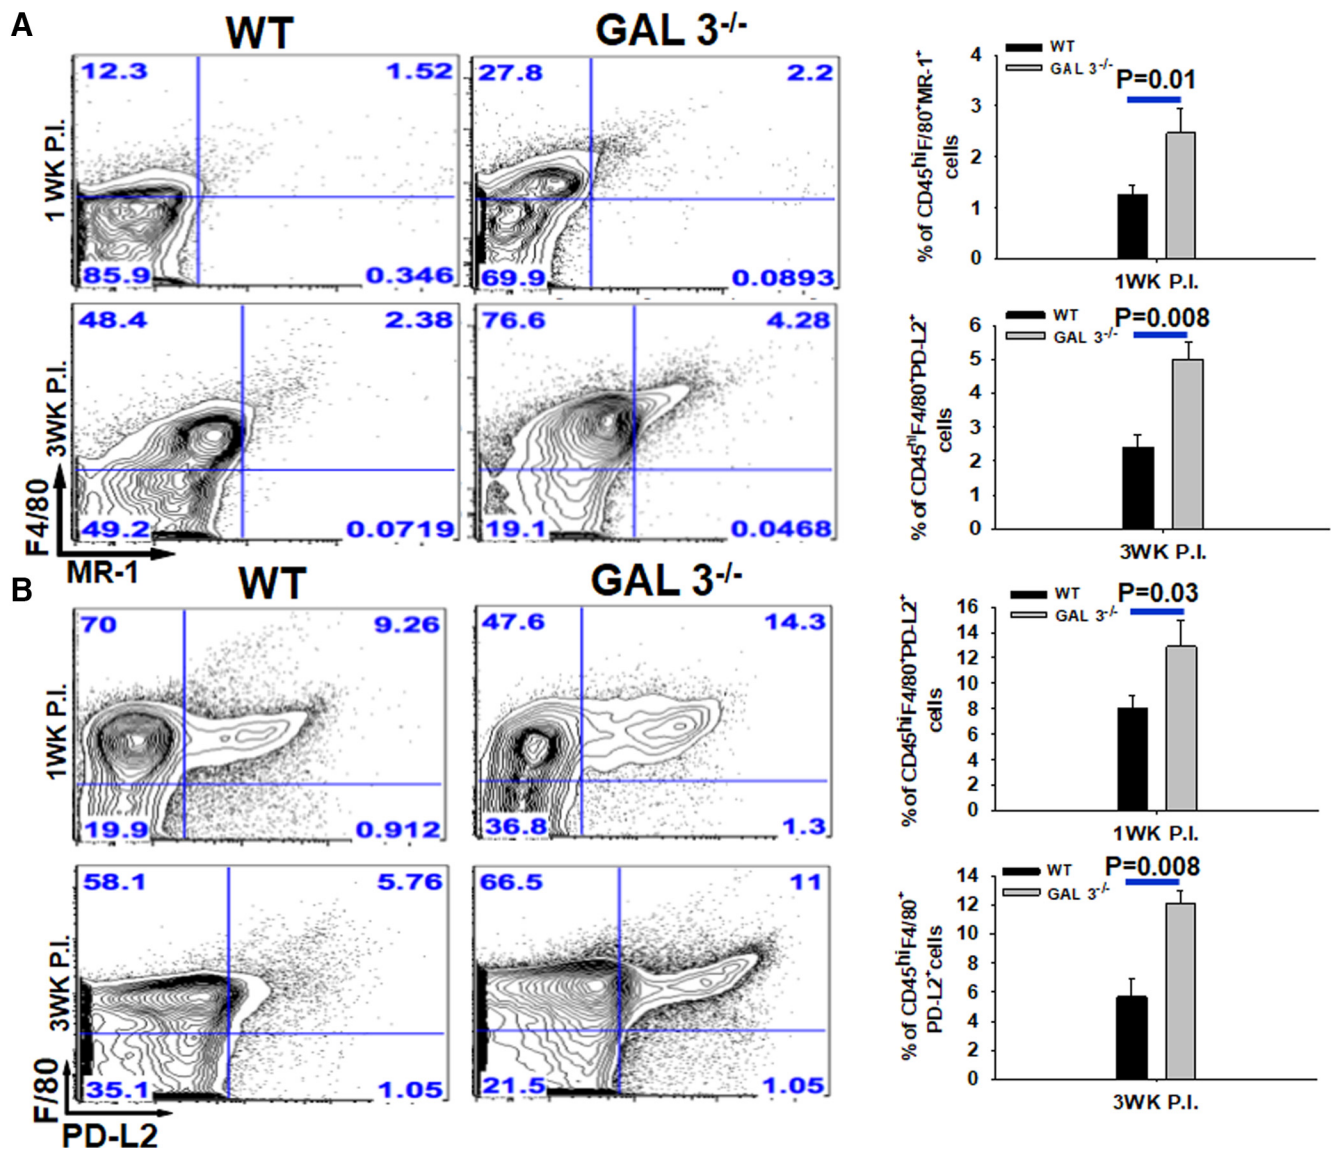 A
WT
GAL 3-/-
1 WK P.I.
12.3
1.52
85.9
0.346
27.8
2.2
69.9
0.0893
4
3
2
1
0
% of CD45hiF/80+MR-1+
cells
WT
GAL 3-/-
P=0.01
1WK P.I.
3WK P.I.
48.4
2.38
49.2
0.0719
76.6
4.28
19.1
0.0468
F4/80
MR-1
6
5
4
3
2
1
0
% of CD45hiF4/80+PD-L2+
cells
WT
GAL 3-/-
P=0.008
3WK P.I.
B
WT
GAL 3-/-
1WK P.I.
70
9.26
19.9
0.912
47.6
14.3
36.8
1.3
16
14
12
10
8
6
4
2
0
% of CD45hiF4/80+PD-L2+
cells
WT
GAL 3-/-
P=0.03
1WK P.I.
3WK P.I.
58.1
5.76
35.1
1.05
66.5
11
21.5
1.05
F/80
PD-L2
14
12
10
8
6
4
2
0
% of CD45hiF4/80+
PD-L2+cells
WT
GAL 3-/-
P=0.008
3WK P.I.